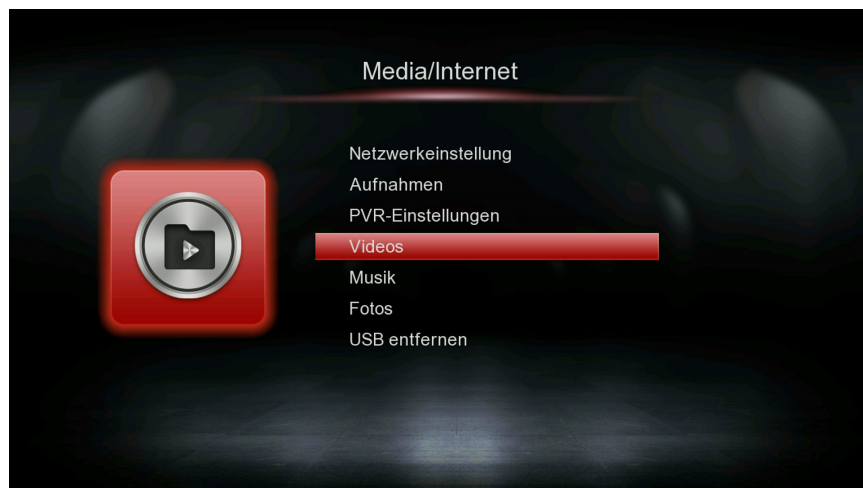 Media/Internet
Netzwerkeinstellung
Aufnahmen
PVR-Einstellungen
Videos
Musik
Fotos
USB entfernen